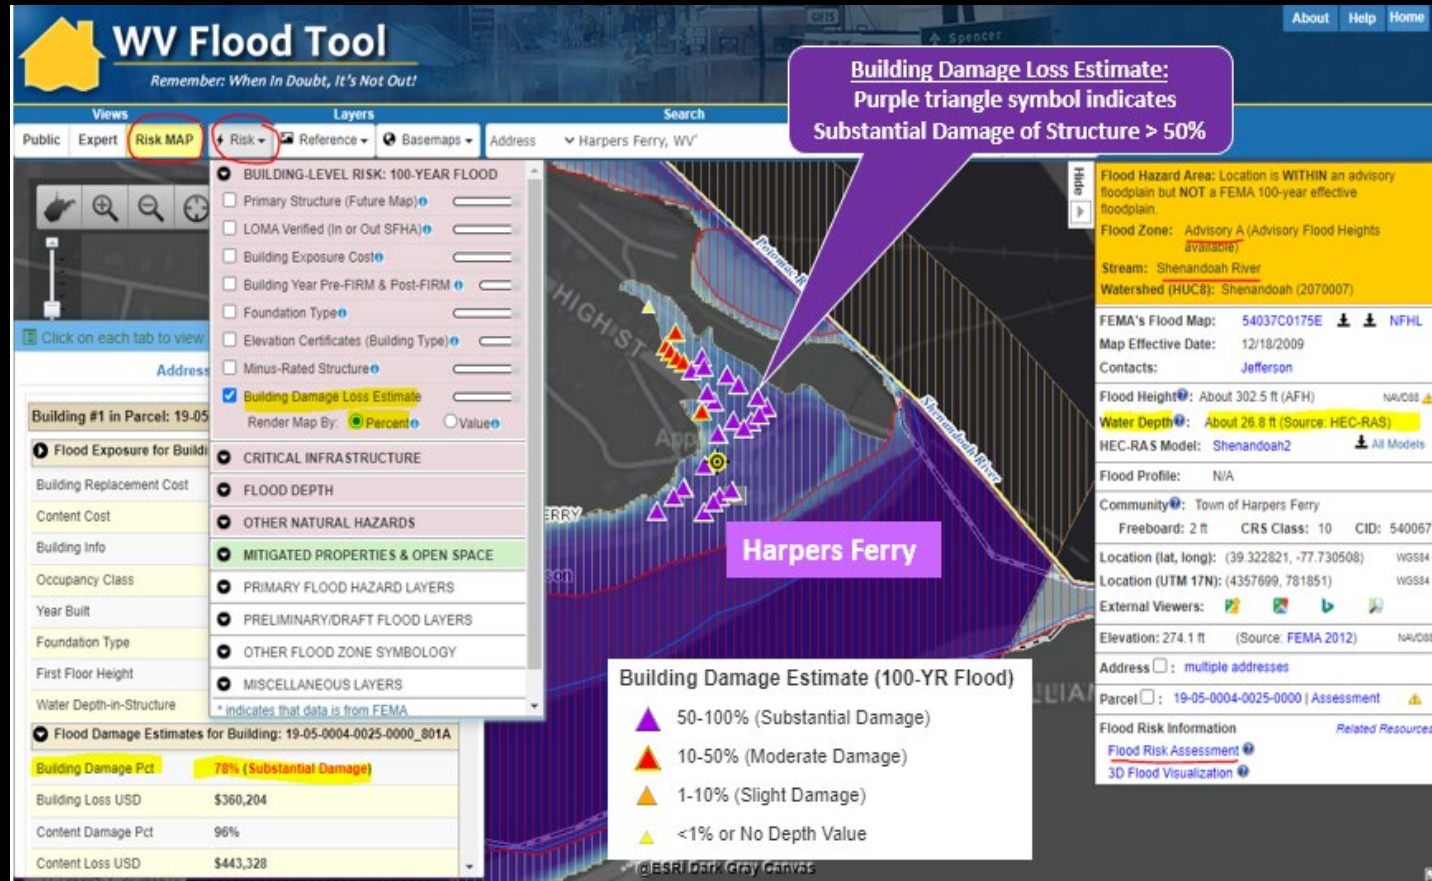 About Help Home
GIFTS
Spencer
WV Flood Tool
Remember: When In Doubt, It's Not Out!
Building Damage Loss Estimate:
Purple triangle symbol indicates
Substantial Damage of Structure > 50%
Views Layers Search
Public Expert Risk MAP Risk Reference Basemaps Address Harpers Ferry, WV'
BUILDING-LEVEL RISK: 100-YEAR FLOOD
Primary Structure (Future Map)
LOMA Verified (In or Out SFHA)
Building Exposure Cost
Building Year Pre-FIRM & Post-FIRM
Foundation Type
Elevation Certificates (Building Type)
Minus-Rated Structure
Building Damage Loss Estimate
Render Map By: Percent Value
CRITICAL INFRASTRUCTURE
FLOOD DEPTH
OTHER NATURAL HAZARDS
MITIGATED PROPERTIES & OPEN SPACE
PRIMARY FLOOD HAZARD LAYERS
PRELIMINARY/DRAFT FLOOD LAYERS
OTHER FLOOD ZONE SYMBOLOGY
MISCELLANEOUS LAYERS
* indicates that data is from FEMA
Click on each tab to view
Address
Building #1 in Parcel: 19-05
Flood Exposure for Buildi
Building Replacement Cost
Content Cost
Building Info
Occupancy Class
Year Built
Foundation Type
First Floor Height
Water Depth-in-Structure
Flood Damage Estimates for Building: 19-05-0004-0025-0000_801A
Building Damage Pct 78% (Substantial Damage)
Building Loss USD $360,204
Content Damage Pct 96%
Content Loss USD $443,328
HIGH ST
Potomac R
Shenandoah River
App
ERRY
son
LLIAM
Harpers Ferry
Building Damage Estimate (100-YR Flood)
50-100% (Substantial Damage)
10-50% (Moderate Damage)
1-10% (Slight Damage)
<1% or No Depth Value
@ESRI Dark Gray Canvas
Hide
Flood Hazard Area: Location is WITHIN an advisory
floodplain but NOT a FEMA 100-year effective
floodplain.
Flood Zone: Advisory A (Advisory Flood Heights
available)
Stream: Shenandoah River
Watershed (HUC8): Shenandoah (2070007)
FEMA's Flood Map: 54037C0175E NFHL
Map Effective Date: 12/18/2009
Contacts: Jefferson
Flood Height: About 302.5 ft (AFH) NAVD88
Water Depth: About 26.8 ft (Source: HEC-RAS)
HEC-RAS Model: Shenandoah2 All Models
Flood Profile: N/A
Community: Town of Harpers Ferry
Freeboard: 2 ft CRS Class: 10 CID: 540067
Location (lat, long): (39.322821, -77.730508) WGS84
Location (UTM 17N): (4357699, 781851) WGS84
External Viewers:
Elevation: 274.1 ft (Source: FEMA 2012) NAVD88
Address : multiple addresses
Parcel : 19-05-0004-0025-0000 | Assessment
Flood Risk Information Related Resources
Flood Risk Assessment
3D Flood Visualization